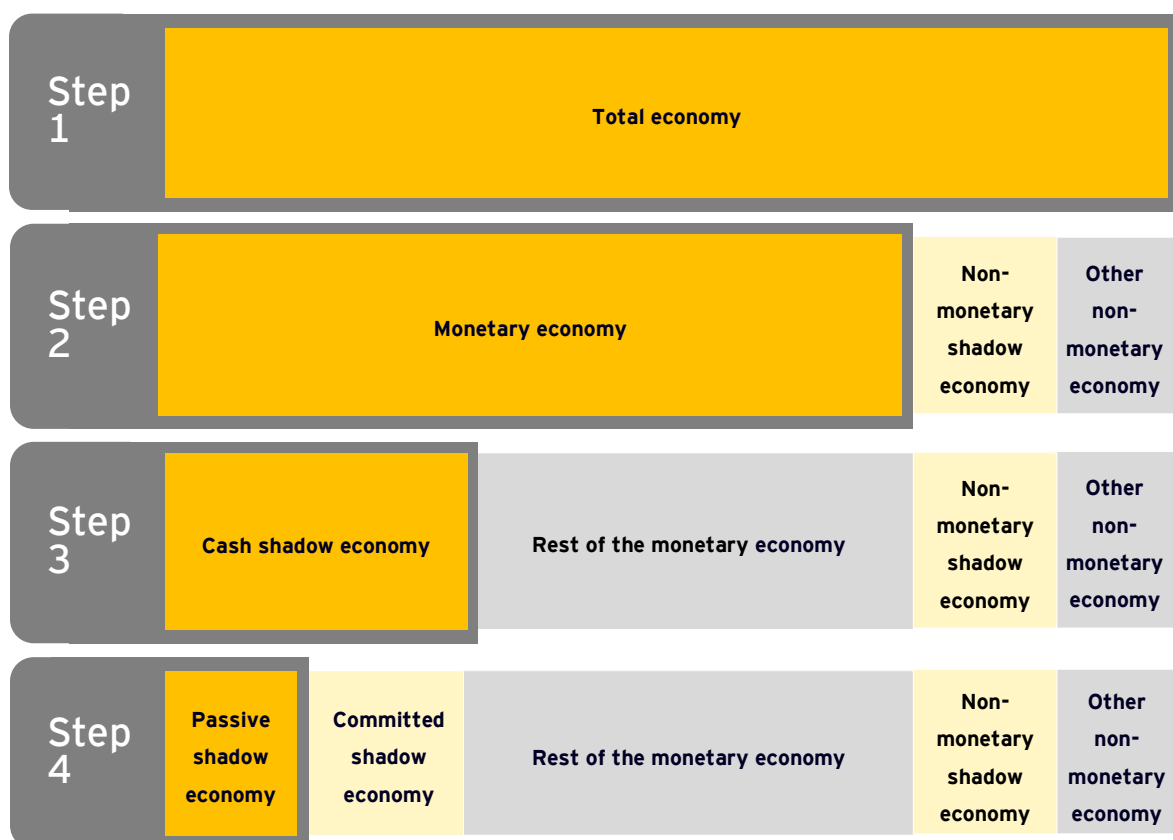 Step
1
Total economy
Step
2
Monetary economy
Non-
monetary
shadow
economy
Other
non-
monetary
economy
Step
3
Cash shadow economy
Rest of the monetary economy
Non-
monetary
shadow
economy
Other
non-
monetary
economy
Step
4
Passive
shadow
economy
Committed
shadow
economy
Rest of the monetary economy
Non-
monetary
shadow
economy
Other
non-
monetary
economy